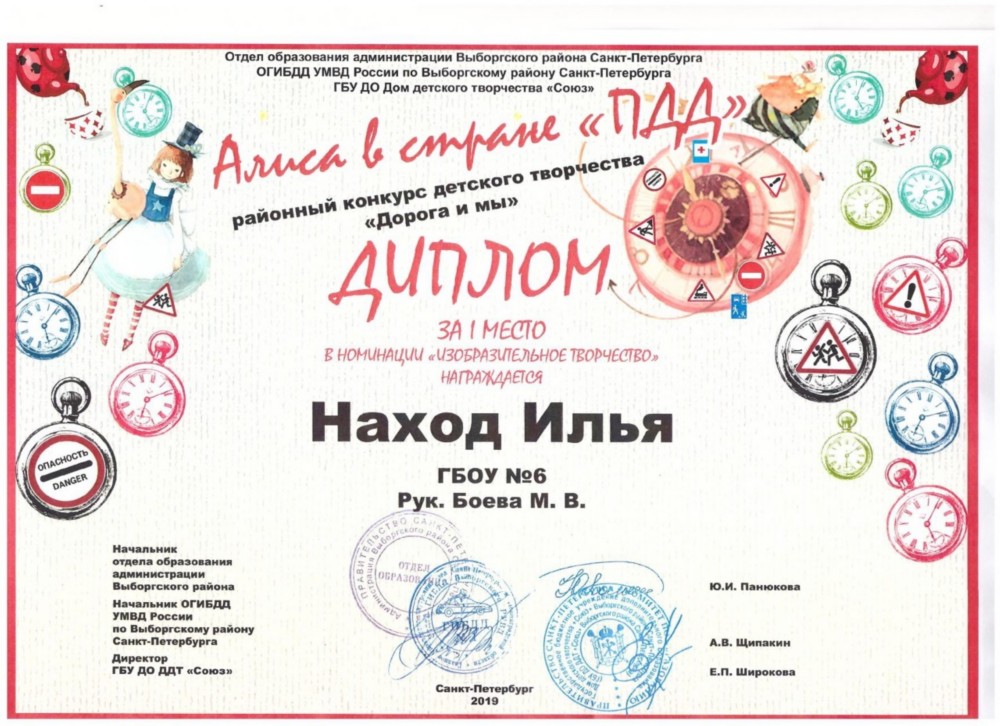 Отдел образования администрации Выборгского района Санкт-Петербурга
ОГИБДД УМВД России по Выборгскому району Санкт-Петербурга
ГБУ ДО Дом детского творчества «Союз»
Алиса в стране «ПДД»
районный конкурс детского творчества
«Дорога и мы»
ДИПЛОМ
ЗА I МЕСТО
В НОМИНАЦИИ «ИЗОБРАЗИТЕЛЬНОЕ ТВОРЧЕСТВО»
НАГРАЖДАЕТСЯ
Наход Илья
ГБОУ №6
Рук. Боева М. В.
ОПАСНОСТЬ
DANGER
Начальник
отдела образования
администрации
Выборгского района
Ю.И. Панюкова
Начальник ОГИБДД
УМВД России
по Выборгскому району
Санкт-Петербурга
А.В. Щипакин
Директор
ГБУ ДО ДДТ «Союз»
Е.П. Широкова
ОТДЕЛ
ГИБДД
Санкт-Петербург
2019